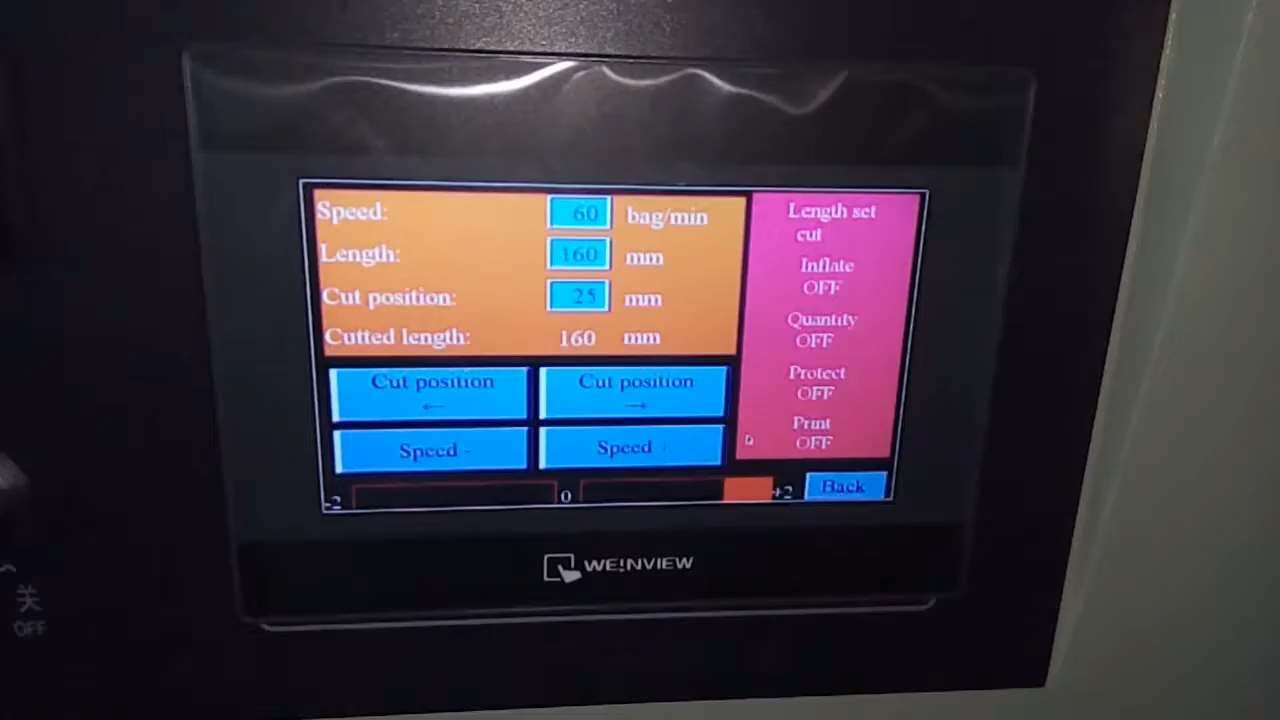 Speed: 60 bag/min
Length: 160 mm
Cut position: 25 mm
Cutted length: 160 mm
Length set
cut
Inflate
OFF
Quantity
OFF
Protect
OFF
Print
OFF
Cut position
←
Cut position
→
Speed -
Speed +
-2 0 +2
Back
WE!NVIEW
关
OFF